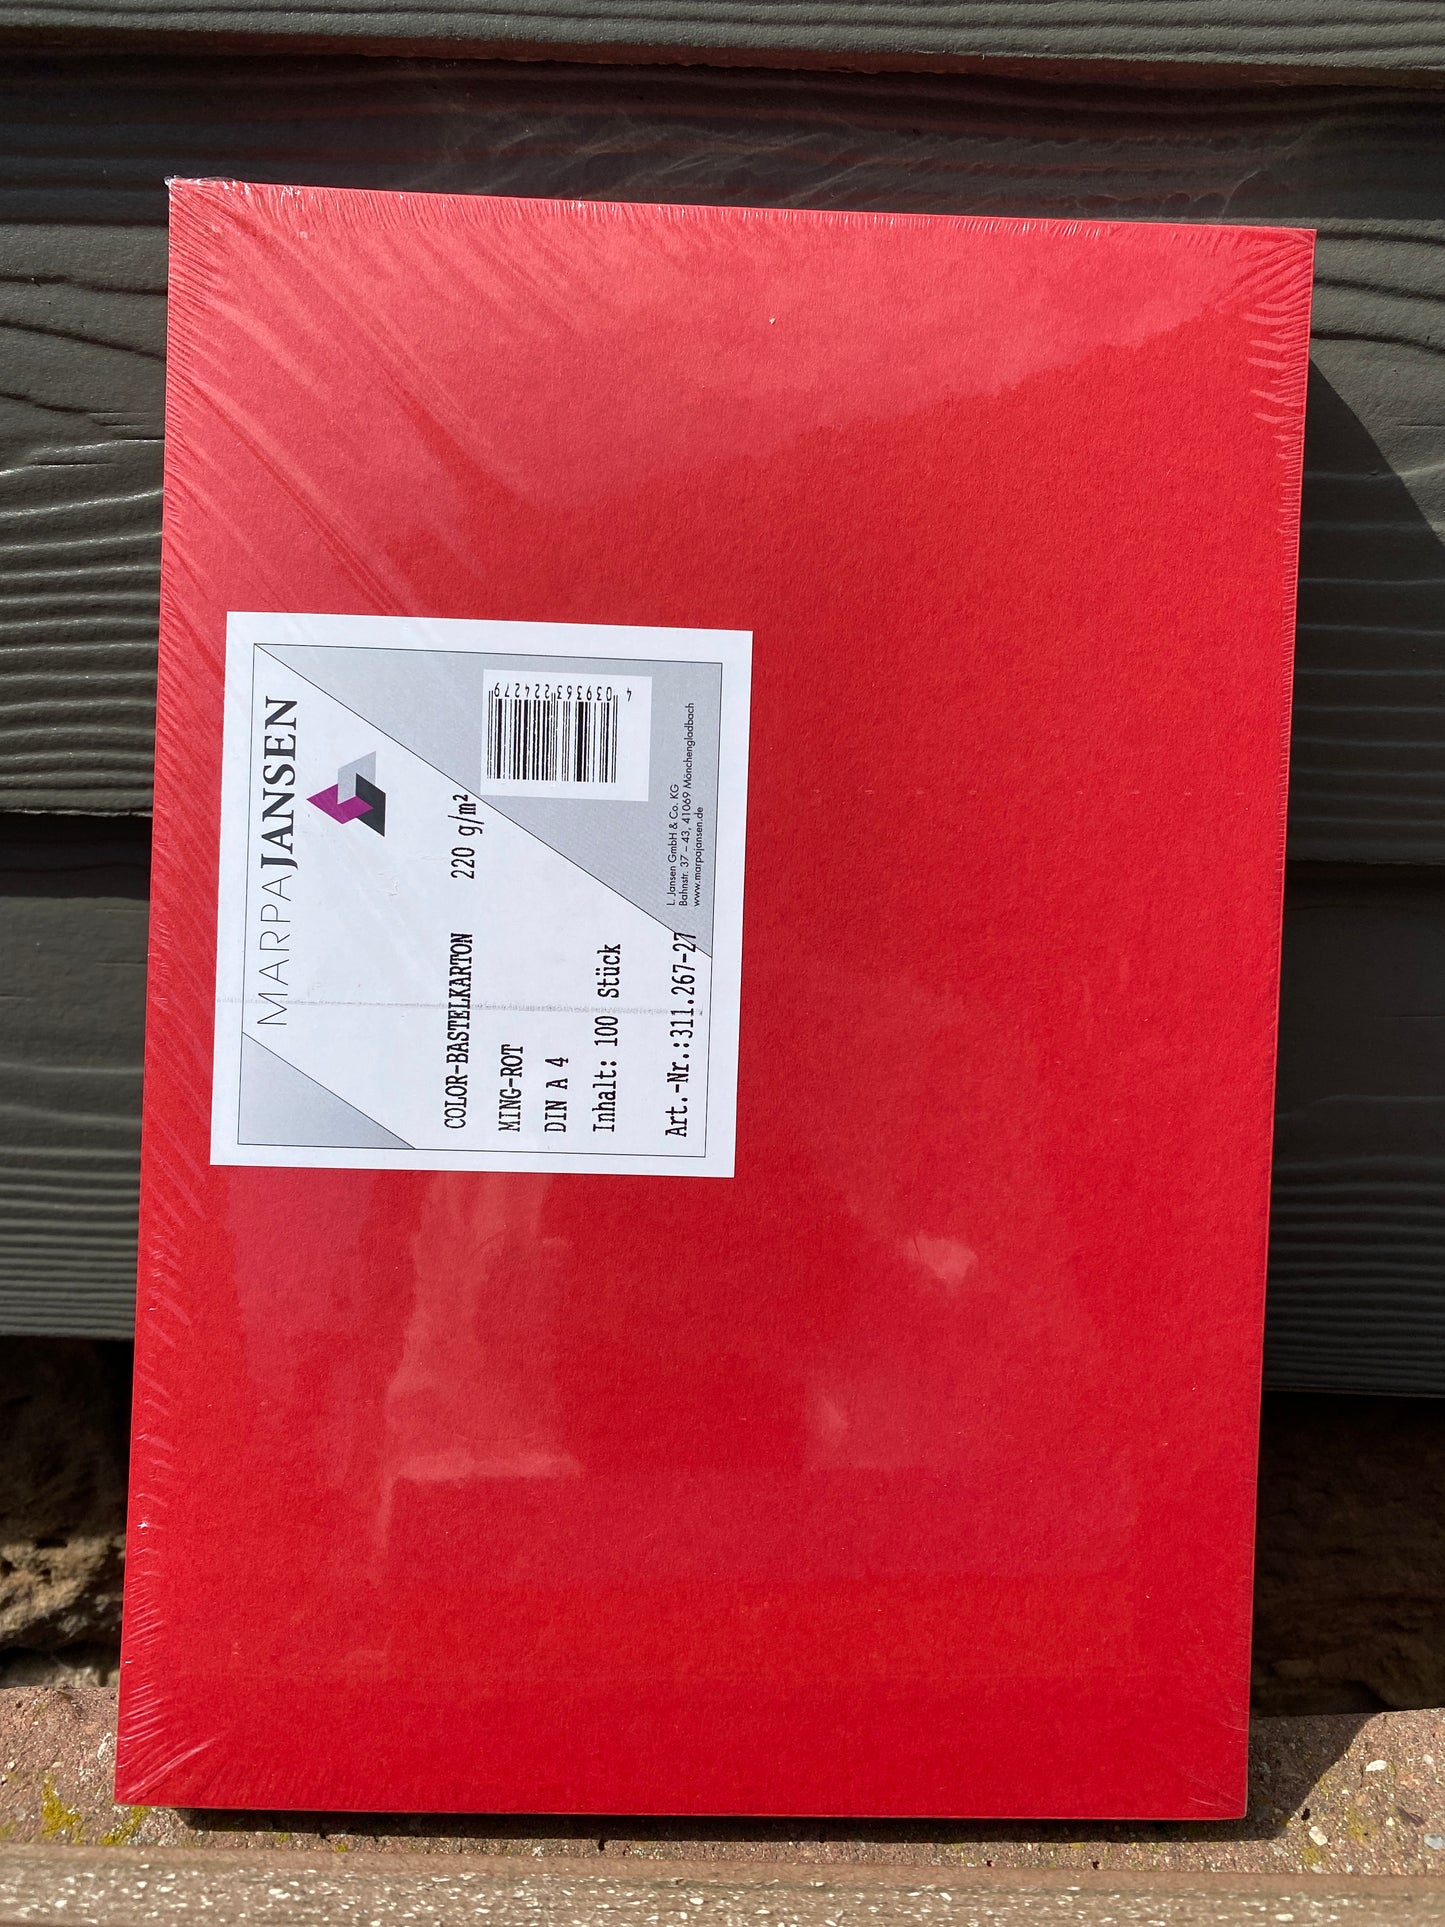 MARPAJANSEN
COLOR-BASTELKARTON 220 g/m²
MING-ROT
DIN A 4
Inhalt: 100 Stück
Art.-Nr.:311.267-27
4 039363 224279
L. Jansen GmbH & Co. KG
Bahnstr. 37 – 43, 41069 Mönchengladbach
www.marpajansen.de